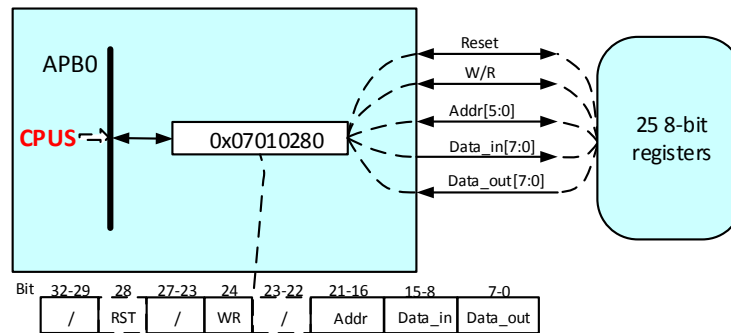 Reset
APB0
W/R
CPUS
0x07010280
Addr[5:0]
25 8-bit
registers
Data_in[7:0]
Data_out[7:0]
Bit 32-29 28 27-23 24 23-22 21-16 15-8 7-0
/ RST / WR / Addr Data_in Data_out